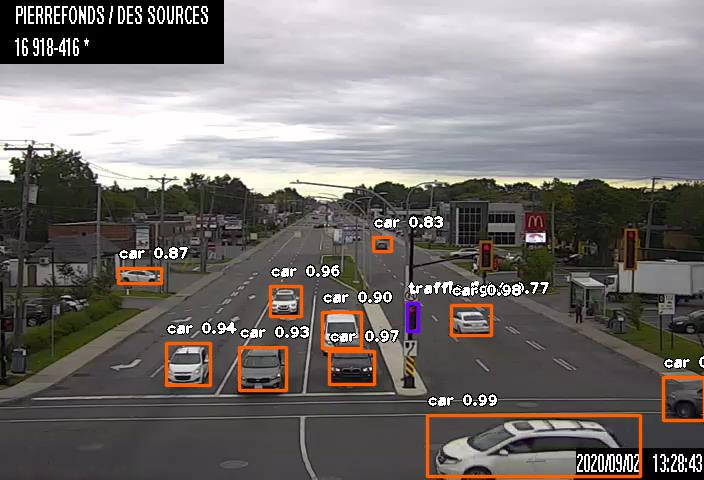 PIERREFONDS / DES SOURCES
16 918-416 *
car 0.83
car 0.87
car 0.96
car 0.98
car 0.90
car 0.94
car 0.93
car 0.97
car
car 0.99
2020/09/02 13:28:43